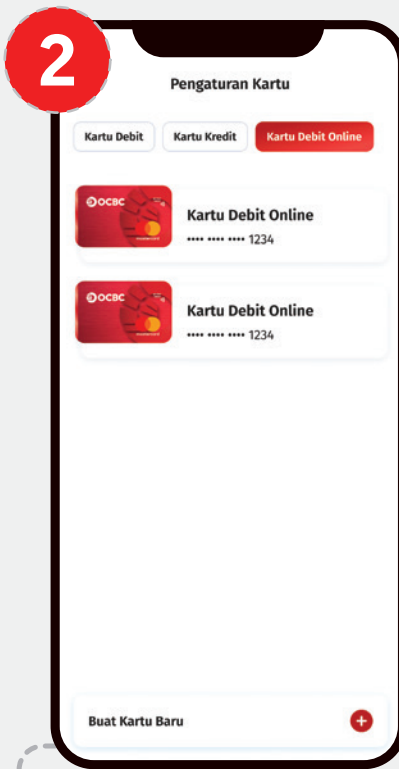 2
Pengaturan Kartu
Kartu Debit Kartu Kredit Kartu Debit Online
OCBC
Kartu Debit Online
•••• •••• •••• 1234
OCBC
Kartu Debit Online
•••• •••• •••• 1234
Buat Kartu Baru